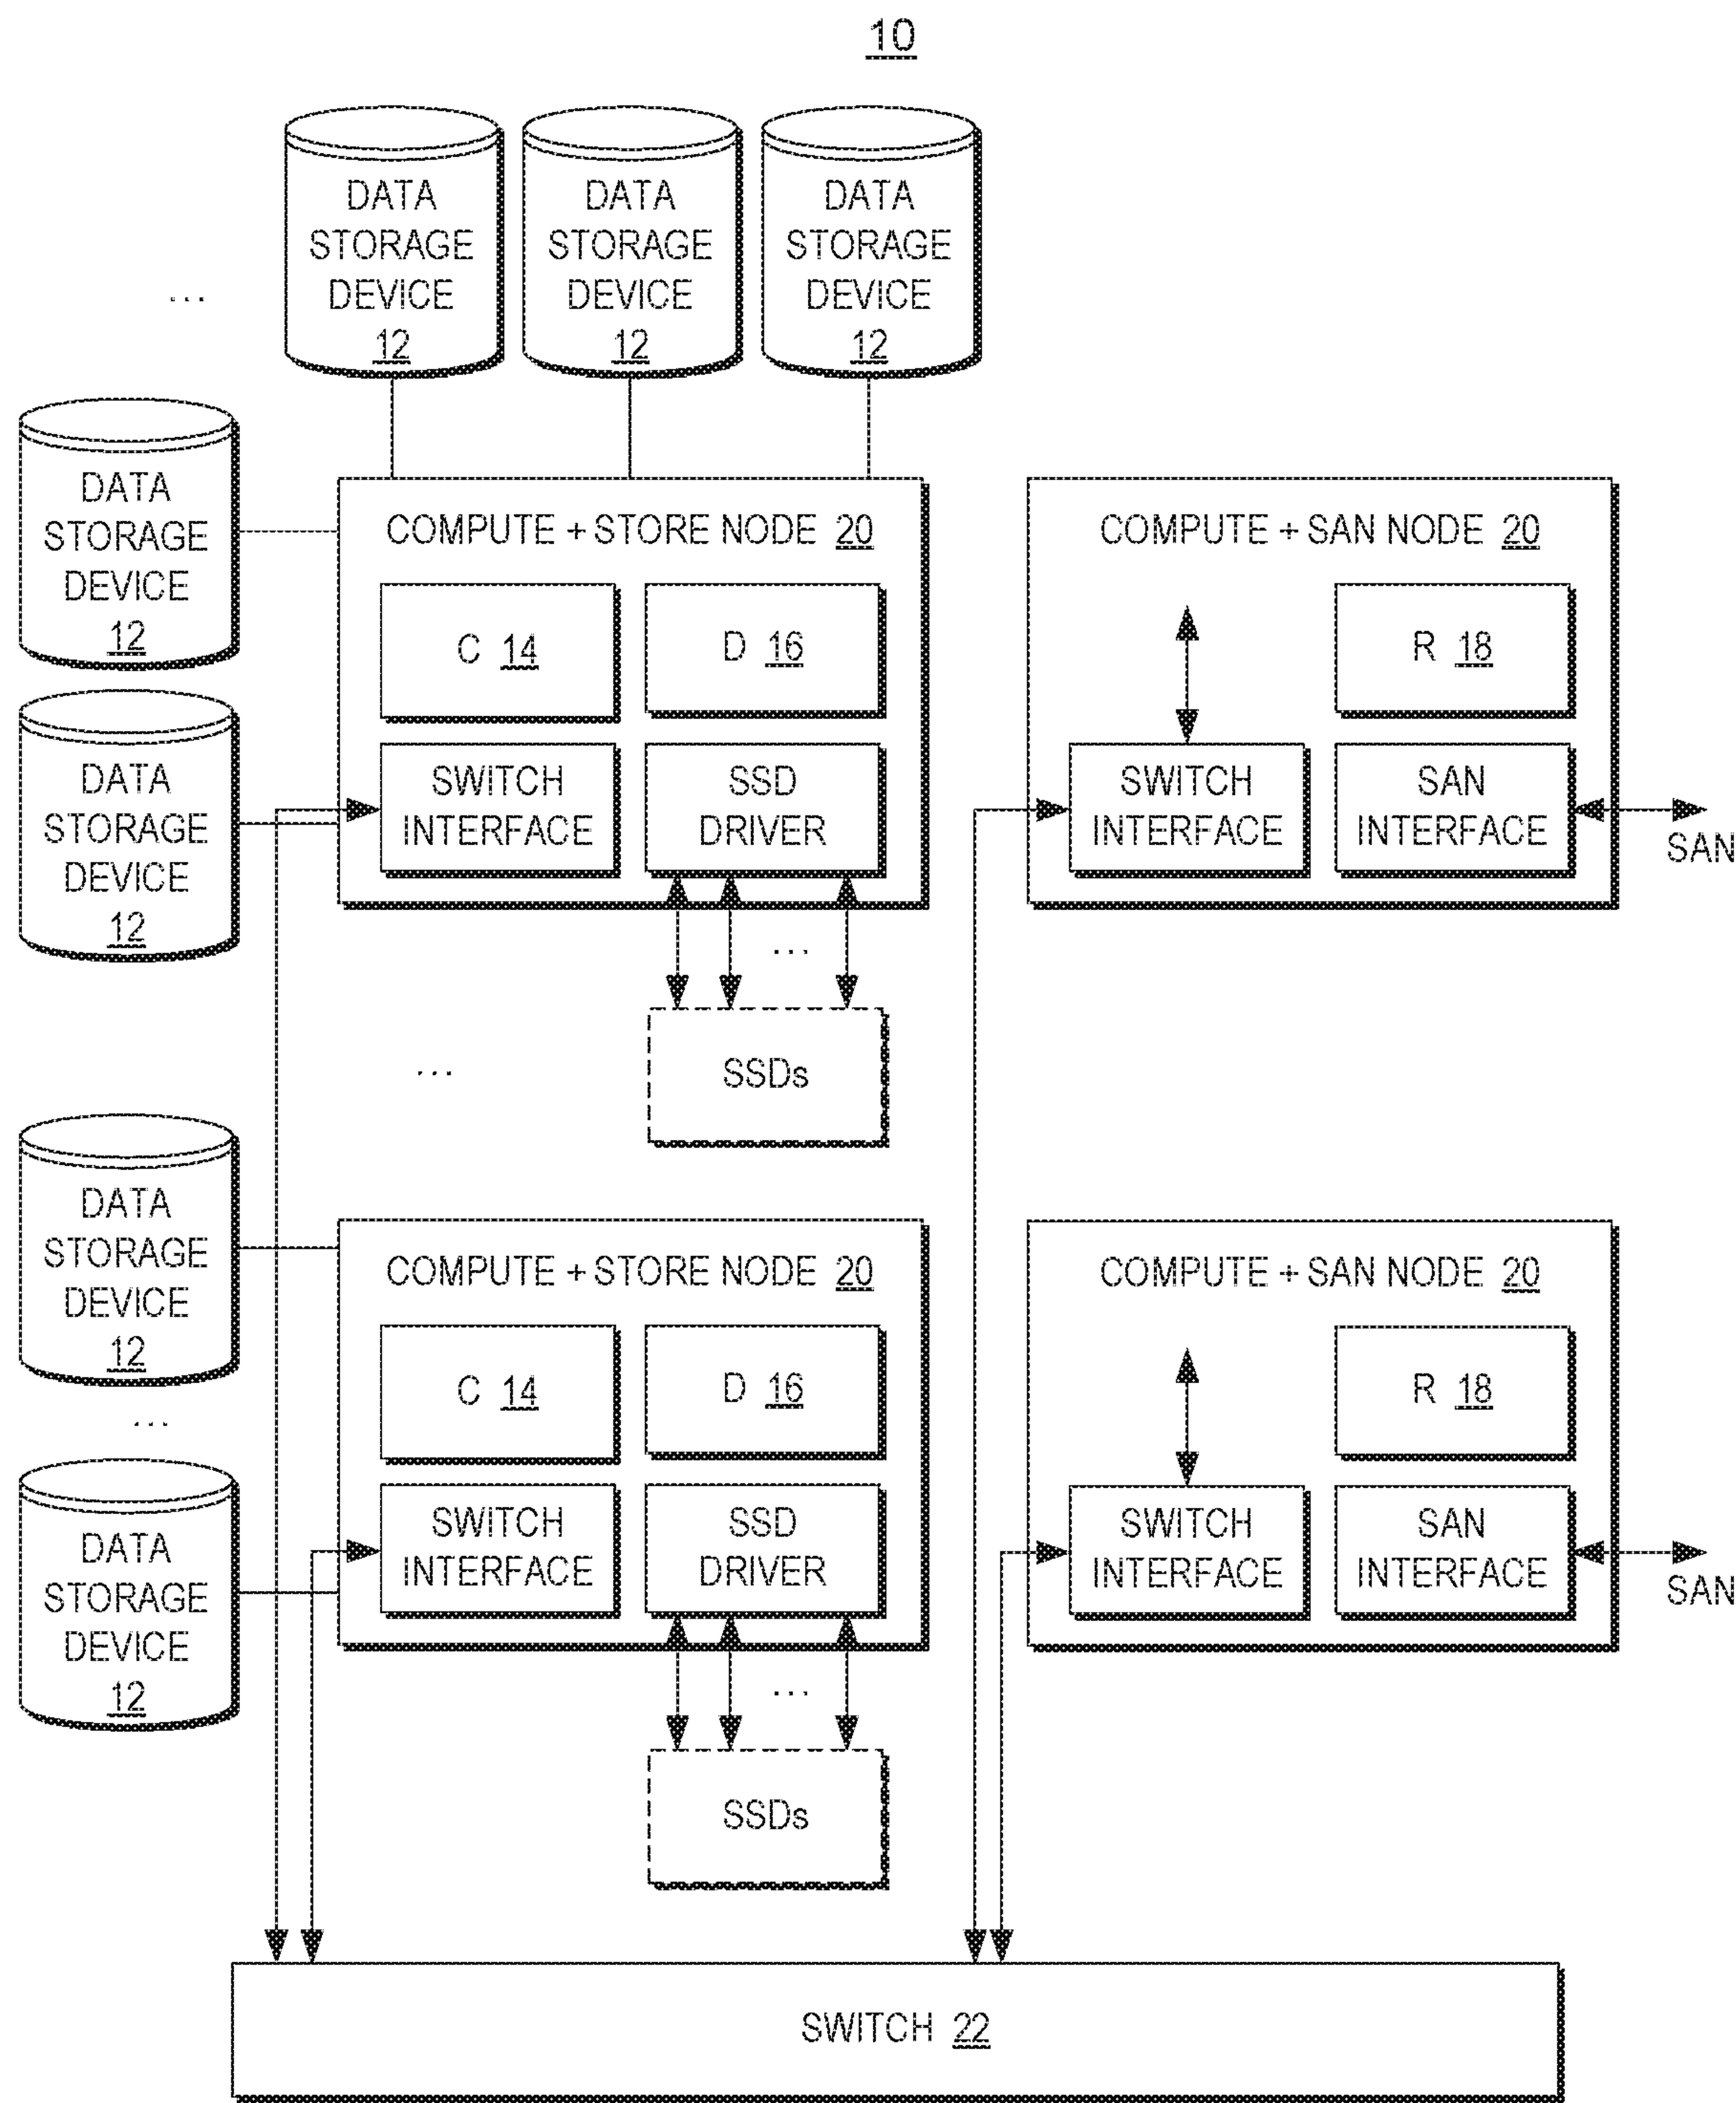 10
DATA
STORAGE
DEVICE
12
DATA
STORAGE
DEVICE
12
DATA
STORAGE
DEVICE
12
...
DATA
STORAGE
DEVICE
12
DATA
STORAGE
DEVICE
12
COMPUTE + STORE NODE 20
C 14
D 16
SWITCH
INTERFACE
SSD
DRIVER
...
SSDs
COMPUTE + SAN NODE 20
R 18
SWITCH
INTERFACE
SAN
INTERFACE
SAN
...
DATA
STORAGE
DEVICE
12
...
DATA
STORAGE
DEVICE
12
COMPUTE + STORE NODE 20
C 14
D 16
SWITCH
INTERFACE
SSD
DRIVER
...
SSDs
COMPUTE + SAN NODE 20
R 18
SWITCH
INTERFACE
SAN
INTERFACE
SAN
SWITCH 22